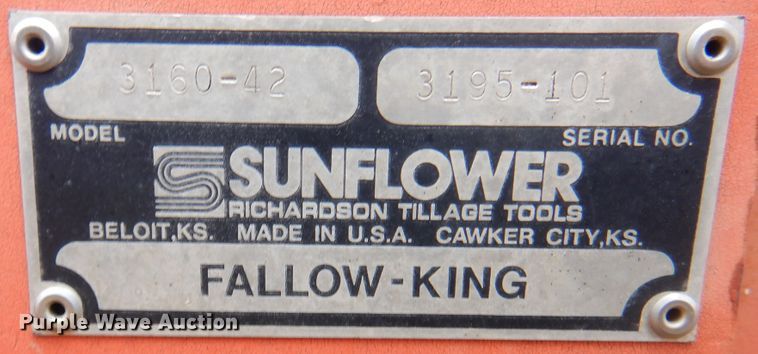 3160-42 3195-101
MODEL SERIAL NO.
SUNFLOWER
RICHARDSON TILLAGE TOOLS
BELOIT,KS. MADE IN U.S.A. CAWKER CITY,KS.
FALLOW-KING
Purple Wave Auction